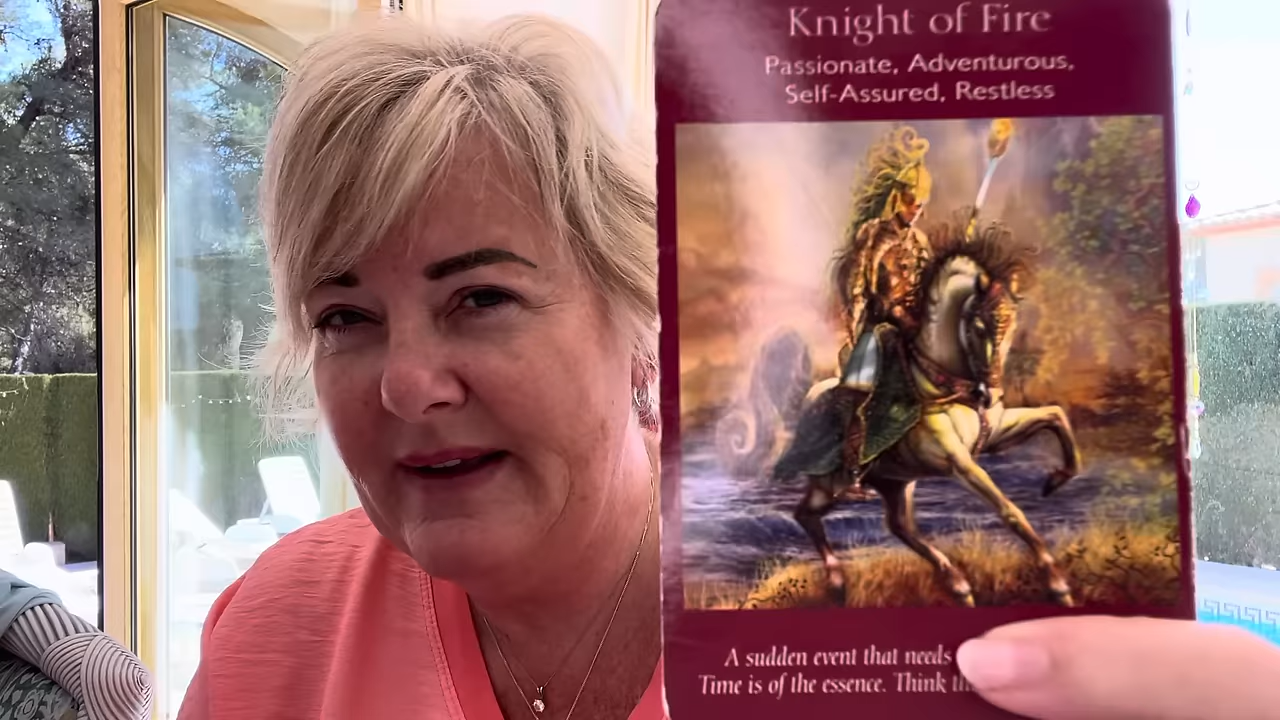 Knight of Fire
Passionate, Adventurous,
Self-Assured, Restless
A sudden event that needs
Time is of the essence. Think